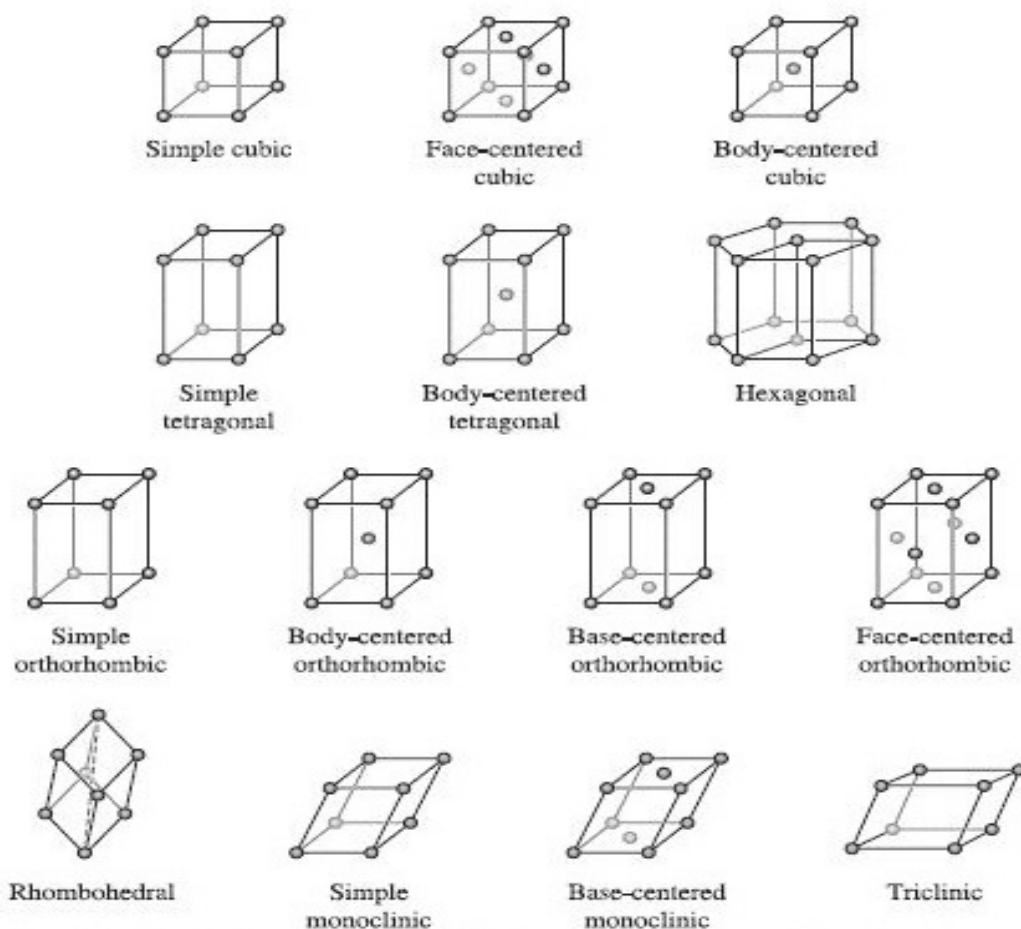 Simple cubic
Face-centered
cubic
Body-centered
cubic
Simple
tetragonal
Body-centered
tetragonal
Hexagonal
Simple
orthorhombic
Body-centered
orthorhombic
Base-centered
orthorhombic
Face-centered
orthorhombic
Rhombohedral
Simple
monoclinic
Base-centered
monoclinic
Triclinic